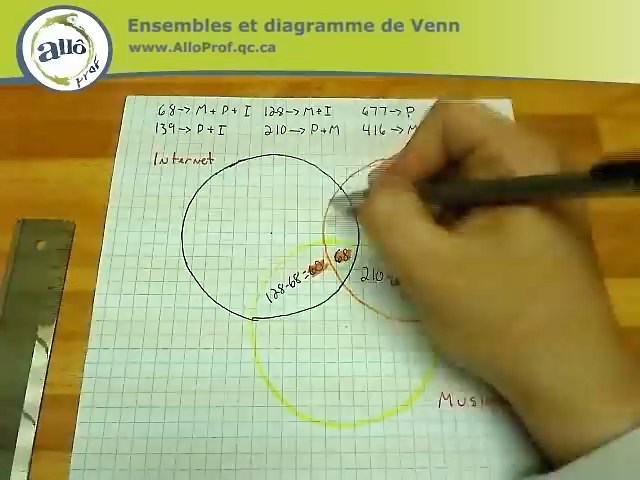 Ensembles et diagramme de Venn
www.AlloProf.qc.ca
allô
prof
68→ M + P + I 128→ M+I 677→ P
139→ P + I 210→ P+M 416→ M
Internet
128-68=60
68
210-